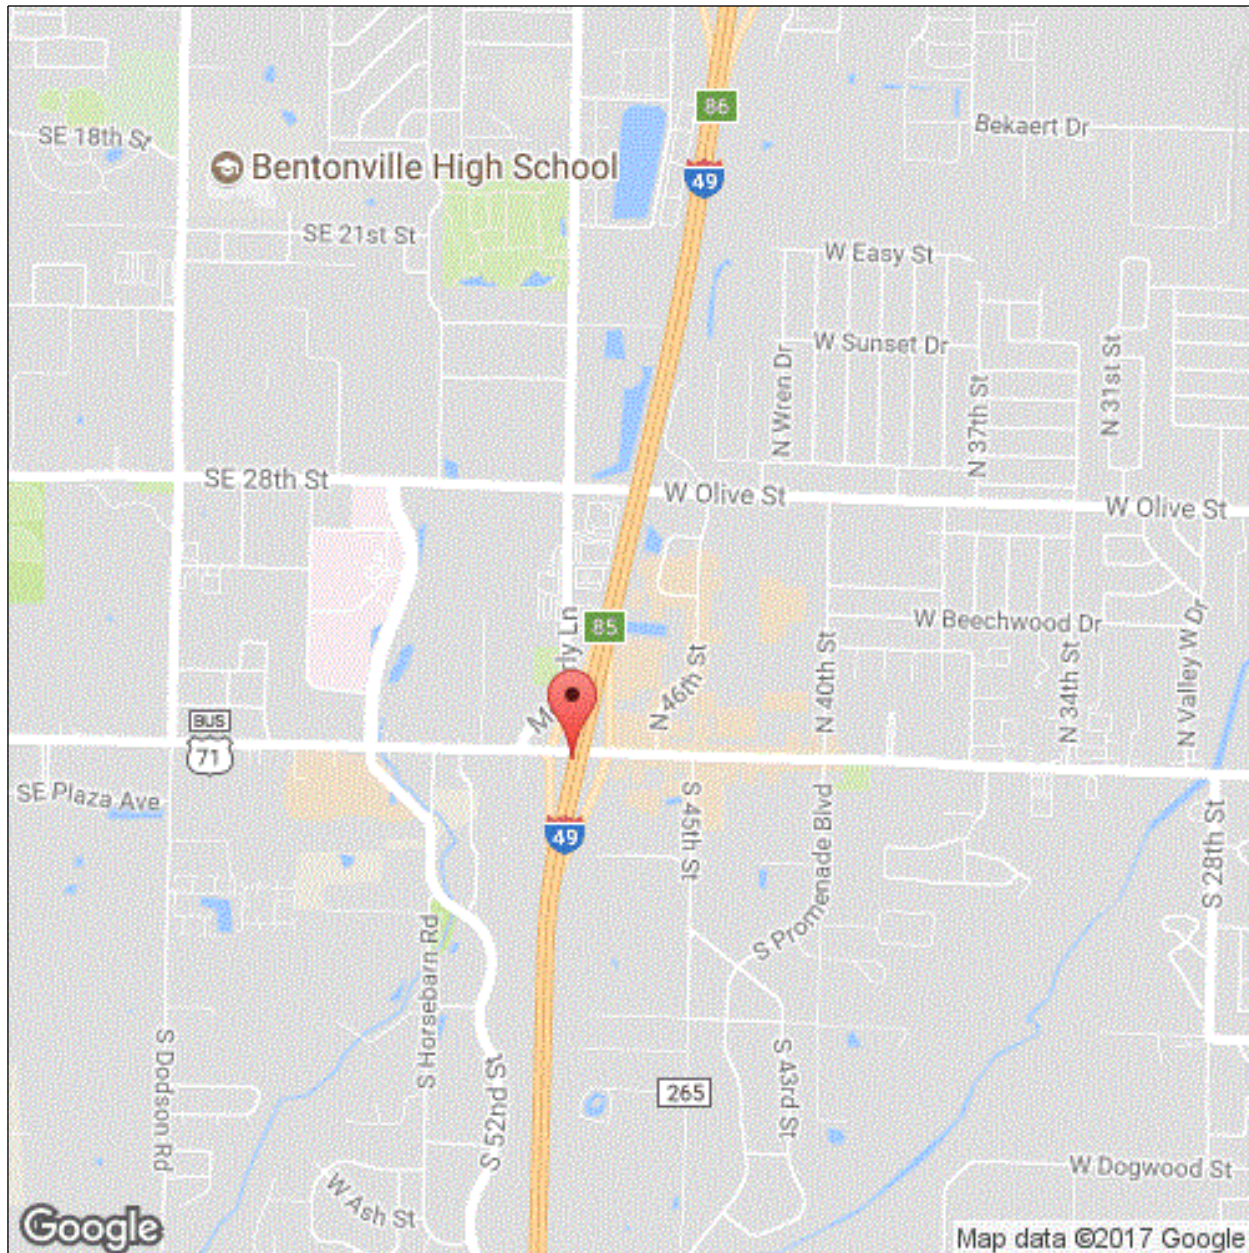 86
Bekaert Dr
SE 18th St
Bentonville High School
49
SE 21st St
W Easy St
W Sunset Dr
N Wren Dr
N 37th St
N 31st St
SE 28th St
W Olive St
W Olive St
85
rly Ln
W Beechwood Dr
N 46th St
N 40th St
N 34th St
N Valley W Dr
BUS
71
SE Plaza Ave
49
S 45th St
S Promenade Blvd
S 28th St
S Horsebarn Rd
S Dodson Rd
S 52nd St
265
S 43rd St
W Dogwood St
W Ash St
Google
Map data ©2017 Google